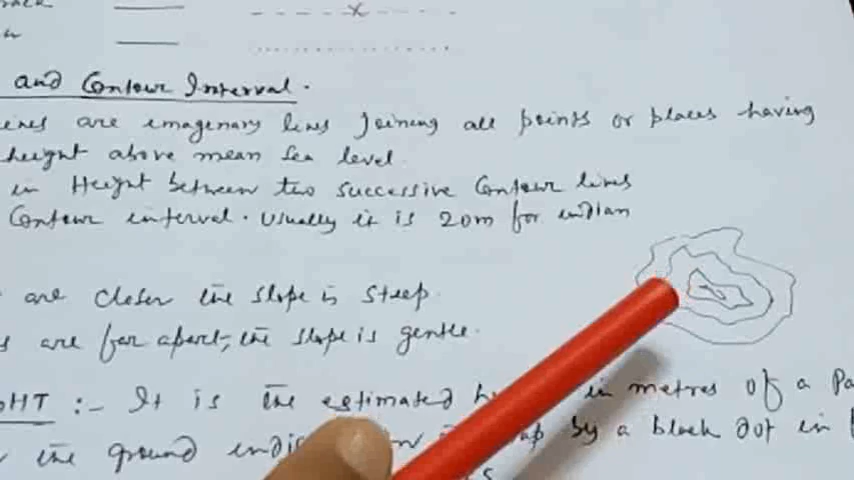 and Contour Interval.
are imagenary lines Joining all points or places having
height above mean sea level.
in Height between two successive Contour lines
Contour interval. Usually it is 20m for indian
are closer the slope is steep.
are far apart, the slope is gentle.
:- It is the estimated in metres of a
the ground by a black dot in